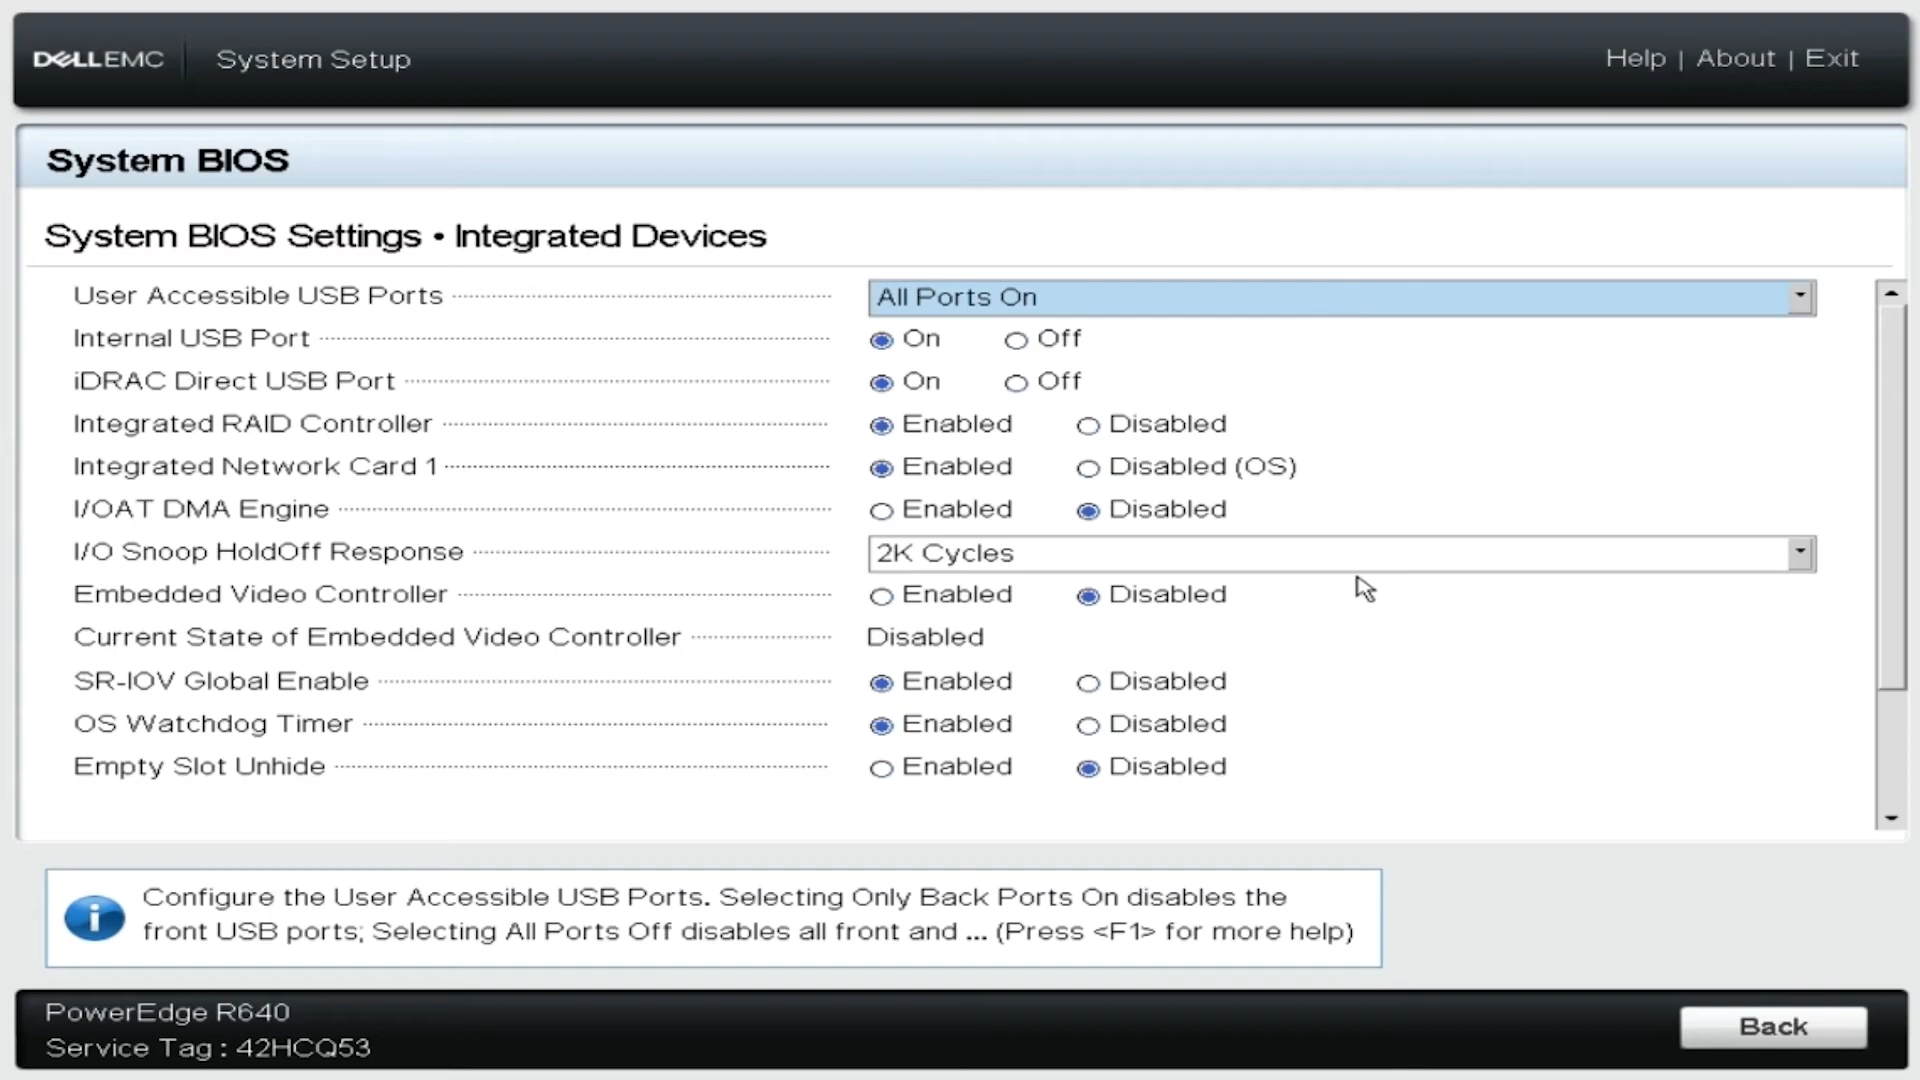 DELLEMC System Setup Help | About | Exit
System BIOS
System BIOS Settings • Integrated Devices
User Accessible USB Ports All Ports On
Internal USB Port On Off
iDRAC Direct USB Port On Off
Integrated RAID Controller Enabled Disabled
Integrated Network Card 1 Enabled Disabled (OS)
I/OAT DMA Engine Enabled Disabled
I/O Snoop HoldOff Response 2K Cycles
Embedded Video Controller Enabled Disabled
Current State of Embedded Video Controller Disabled
SR-IOV Global Enable Enabled Disabled
OS Watchdog Timer Enabled Disabled
Empty Slot Unhide Enabled Disabled
Configure the User Accessible USB Ports. Selecting Only Back Ports On disables the
front USB ports; Selecting All Ports Off disables all front and ... (Press <F1> for more help)
PowerEdge R640
Service Tag : 42HCQ53
Back